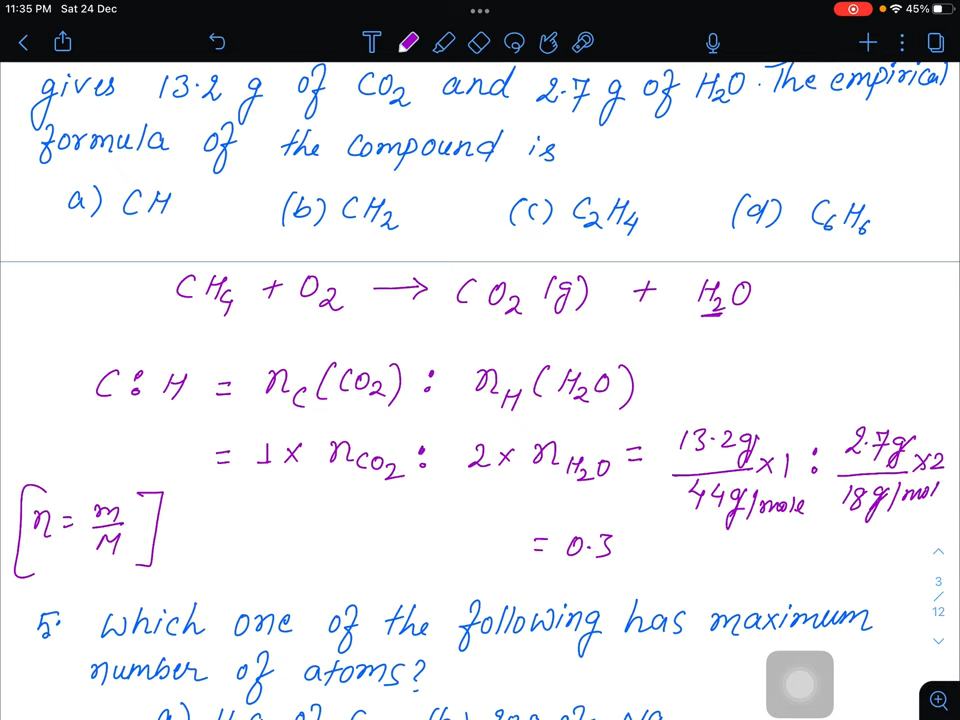 11:35 PM Sat 24 Dec
45%
gives 13.2 g of CO2 and 2.7 g of H2O. The empirical
formula of the compound is
a) CH (b) CH2 (c) C2H4 (d) C6H6
CH4 + O2 → CO2 (g) + H2O
C : H = nC (CO2) : nH (H2O)
= 1 × nCO2 : 2 × nH2O = 13.2g/44g/mole ×1 : 2.7g/18g/mol ×2
[n = m/M]
= 0.3
3
/
12
5. which one of the following has maximum
number of atoms?